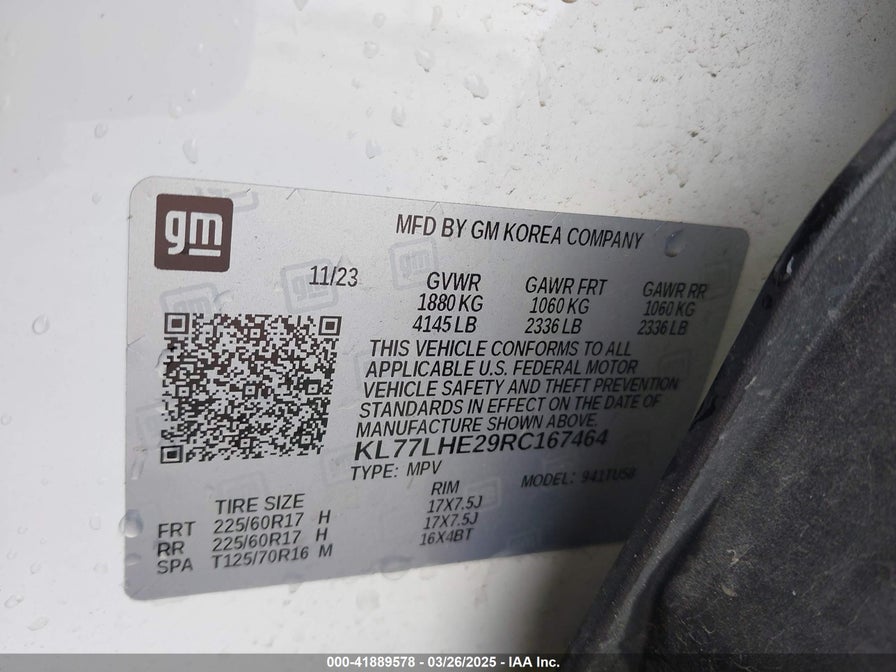 gm
MFD BY GM KOREA COMPANY
11/23 GVWR GAWR FRT GAWR RR
1880 KG 1060 KG 1060 KG
4145 LB 2336 LB 2336 LB
THIS VEHICLE CONFORMS TO ALL
APPLICABLE U.S. FEDERAL MOTOR
VEHICLE SAFETY AND THEFT PREVENTION
STANDARDS IN EFFECT ON THE DATE OF
MANUFACTURE SHOWN ABOVE.
KL77LHE29RC167464
TYPE: MPV MODEL: 941TU58
TIRE SIZE RIM
FRT 225/60R17 H 17X7.5J
RR 225/60R17 H 17X7.5J
SPA T125/70R16 M 16X4BT
000-41889578 - 03/26/2025 - IAA Inc.